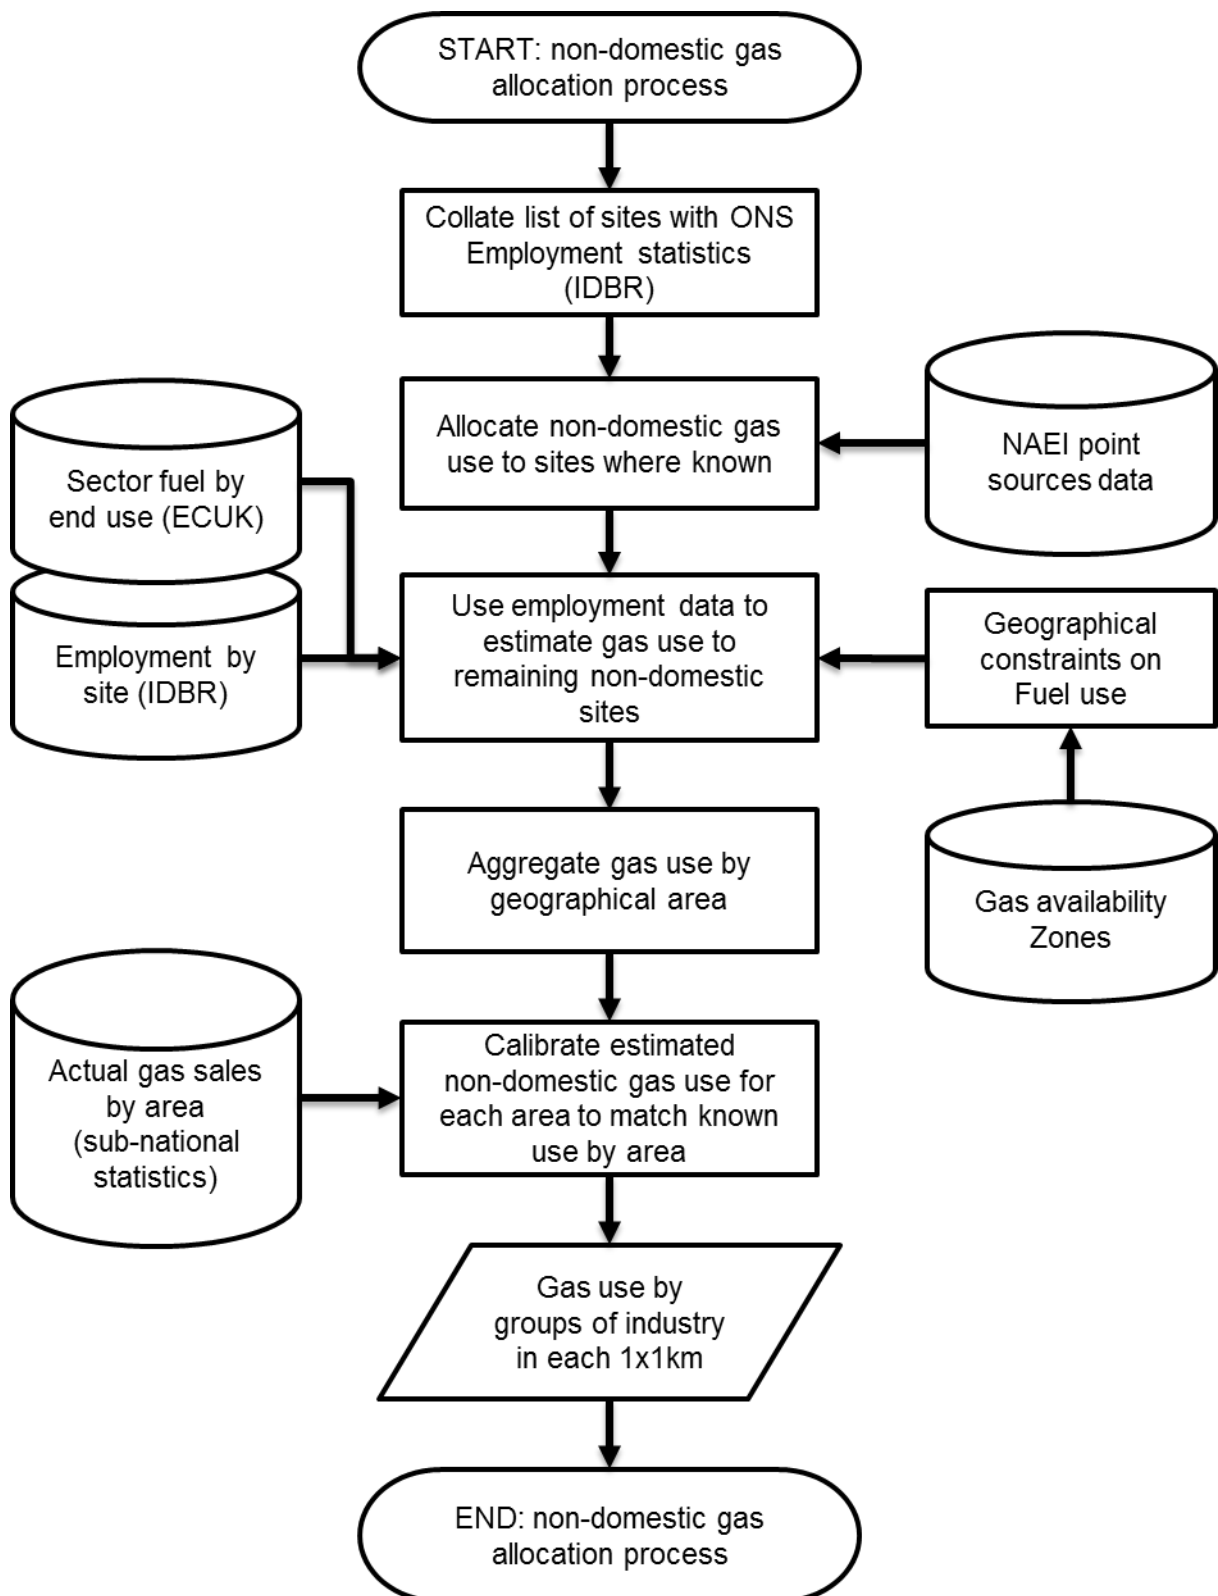 START: non-domestic gas
allocation process
Collate list of sites with ONS
Employment statistics
(IDBR)
Allocate non-domestic gas
use to sites where known
NAEI point
sources data
Sector fuel by
end use (ECUK)
Employment by
site (IDBR)
Use employment data to
estimate gas use to
remaining non-domestic
sites
Geographical
constraints on
Fuel use
Gas availability
Zones
Aggregate gas use by
geographical area
Actual gas sales
by area
(sub-national
statistics)
Calibrate estimated
non-domestic gas use for
each area to match known
use by area
Gas use by
groups of industry
in each 1x1km
END: non-domestic gas
allocation process